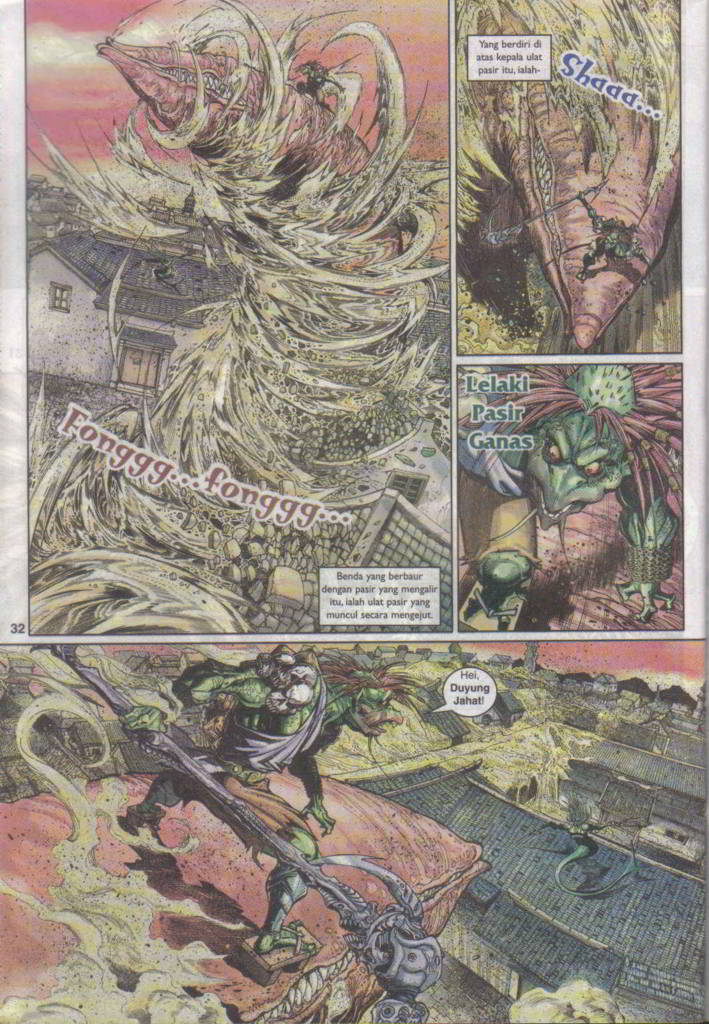 Fonggg...fonggg...
Benda yang berbaur
dengan pasir yang mengalir
itu, ialah ulat pasir yang
muncul secara mengejut.
32
Yang berdiri di
atas kepala ulat
pasir itu, ialah-
Shaaa...
Lelaki
Pasir
Ganas
Hei,
Duyung
Jahat!